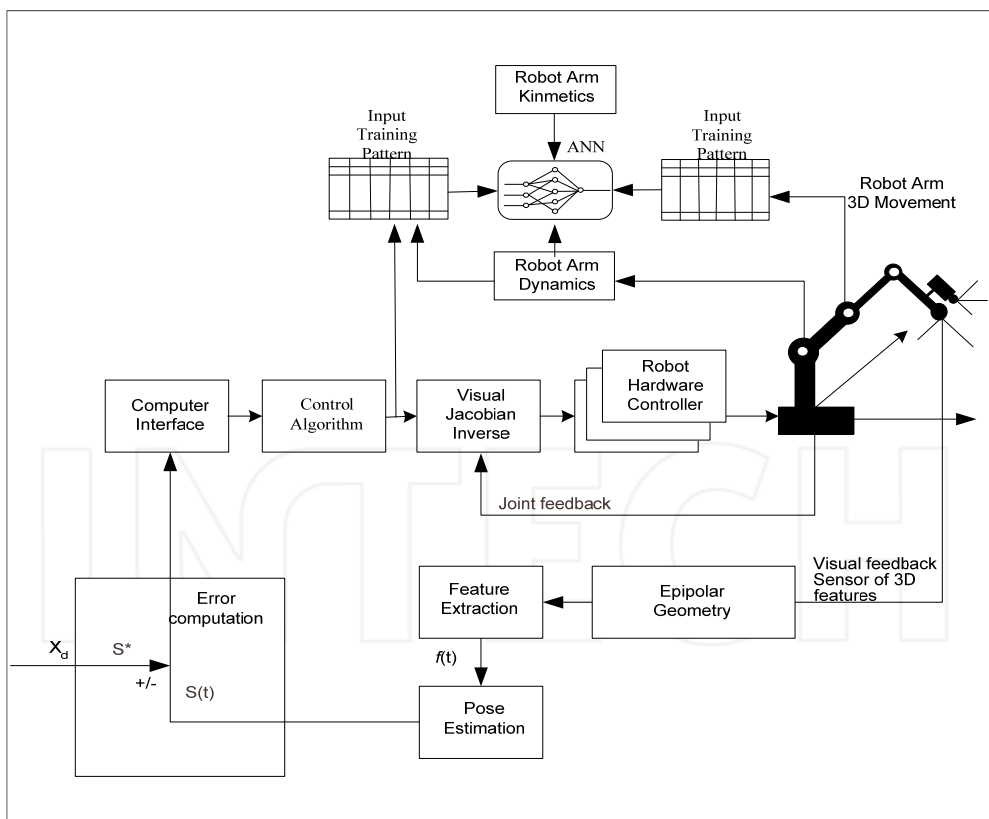 Robot Arm
Kinmetics
Input
Training
Pattern
ANN
Input
Training
Pattern
Robot Arm
3D Movement
Robot Arm
Dynamics
Computer
Interface
Control
Algorithm
Visual
Jacobian
Inverse
Robot
Hardware
Controller
Joint feedback
INTECH
Visual feedback
Sensor of 3D
features
Feature
Extraction
Epipolar
Geometry
Error
computation
Xd
S*
+/-
S(t)
f(t)
Pose
Estimation